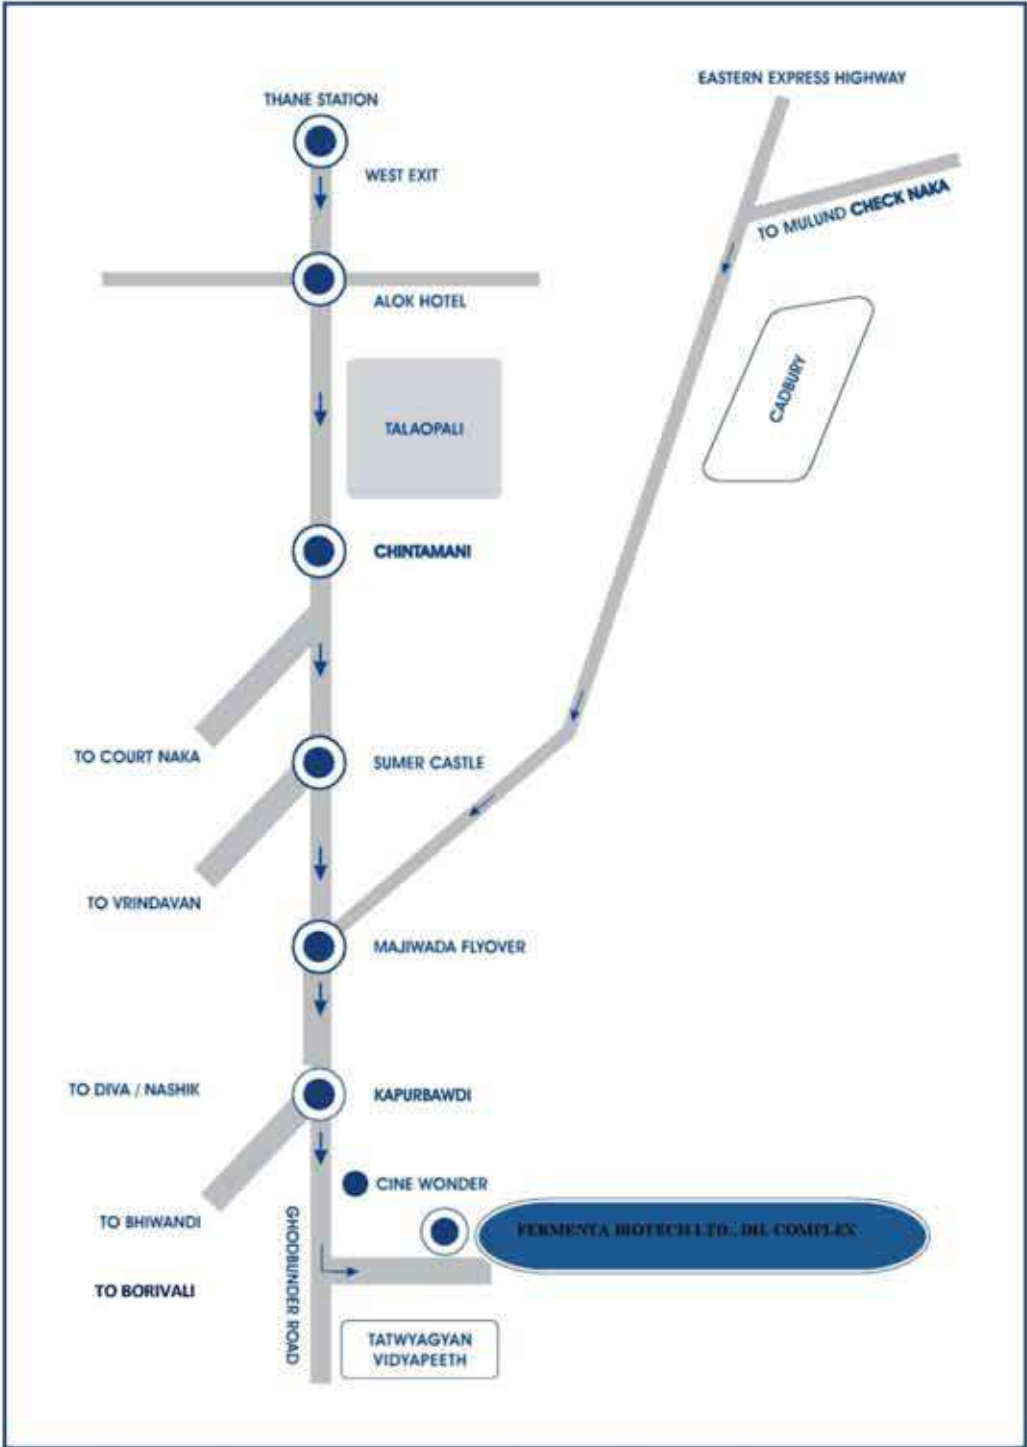 THANE STATION
EASTERN EXPRESS HIGHWAY
WEST EXIT
TO MULUND CHECK NAKA
ALOK HOTEL
CADBURY
TALAOPALI
CHINTAMANI
TO COURT NAKA
SUMER CASTLE
TO VRINDAVAN
MAJIWADA FLYOVER
TO DIVA / NASHIK
KAPURBAWDI
CINE WONDER
TO BHIWANDI
GHODBUNDER ROAD
FERMENTA BIOTECH LTD., DIL COMPLEX
TO BORIVALI
TATWYAGYAN
VIDYAPEETH